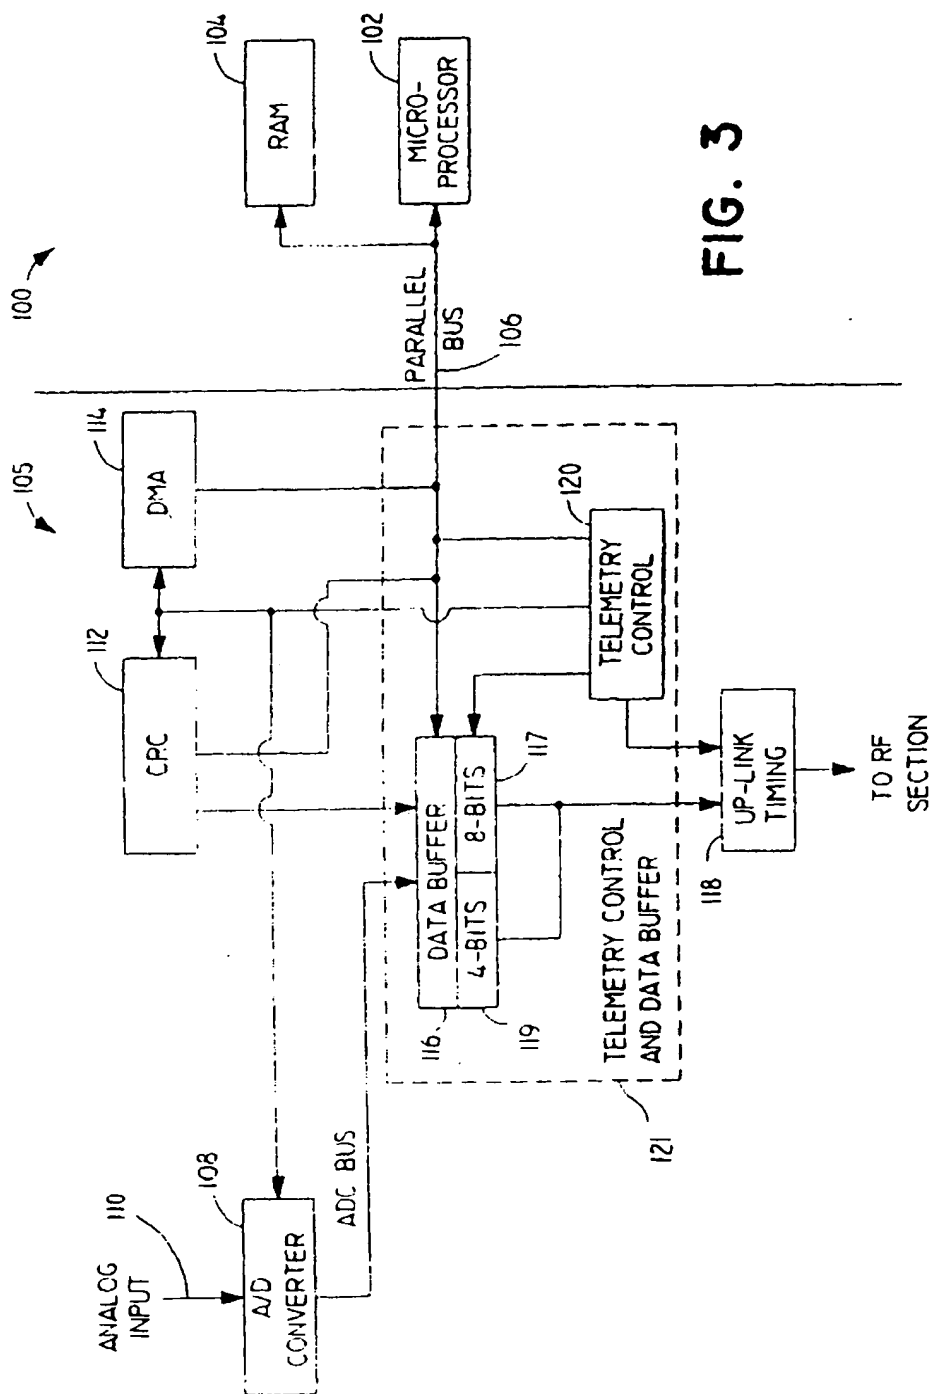 100
105
104
RAM
102
MICRO-
PROCESSOR
PARALLEL
BUS
106
114
DMA
112
CRC
120
TELEMETRY
CONTROL
DATA BUFFER
4-BITS
8-BITS
116
119
117
TELEMETRY CONTROL
AND DATA BUFFER
121
118
UP-LINK
TIMING
TO RF
SECTION
ANALOG
INPUT
110
108
A/D
CONVERTER
ADC BUS
FIG. 3